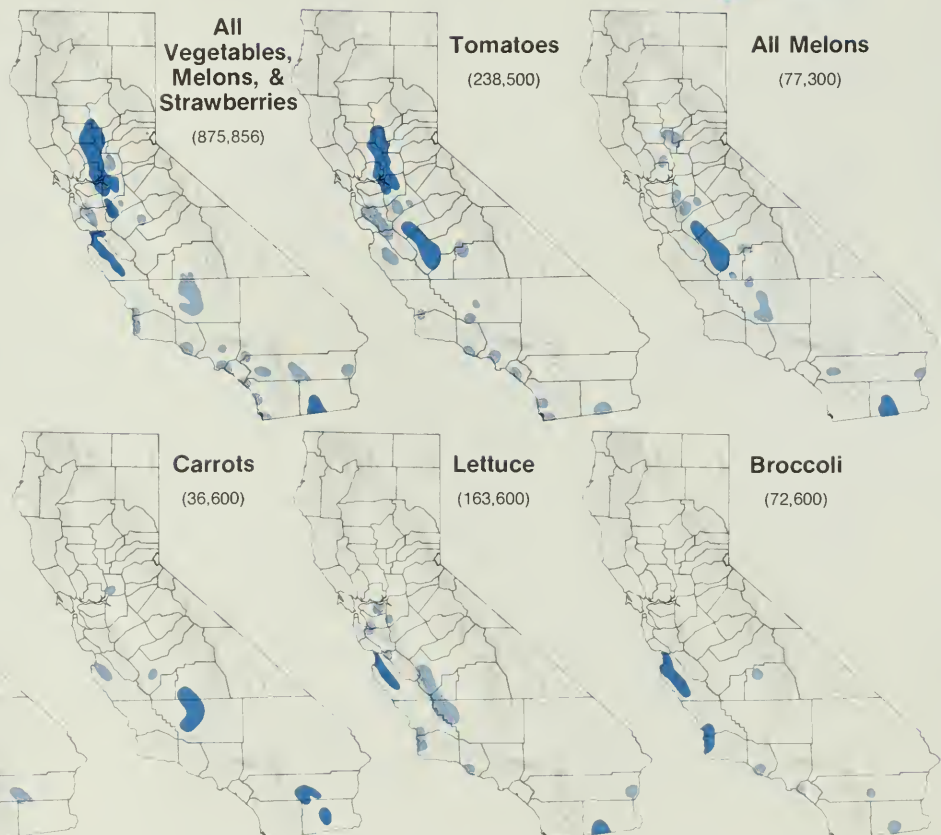 All
Vegetables,
Melons, &
Strawberries
(875,856)
Tomatoes
(238,500)
All Melons
(77,300)
Carrots
(36,600)
Lettuce
(163,600)
Broccoli
(72,600)